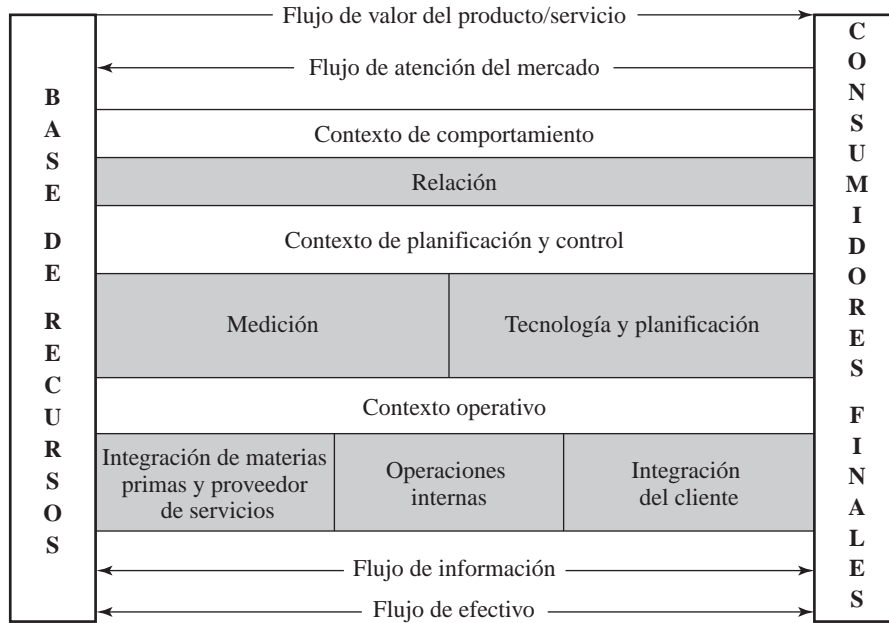 Flujo de valor del producto/servicio
Flujo de atención del mercado
BASE DE RECURSOS
CONSUMIDORES FINALES
Contexto de comportamiento
Relación
Contexto de planificación y control
Medición
Tecnología y planificación
Contexto operativo
Integración de materias
primas y proveedor
de servicios
Operaciones
internas
Integración
del cliente
Flujo de información
Flujo de efectivo